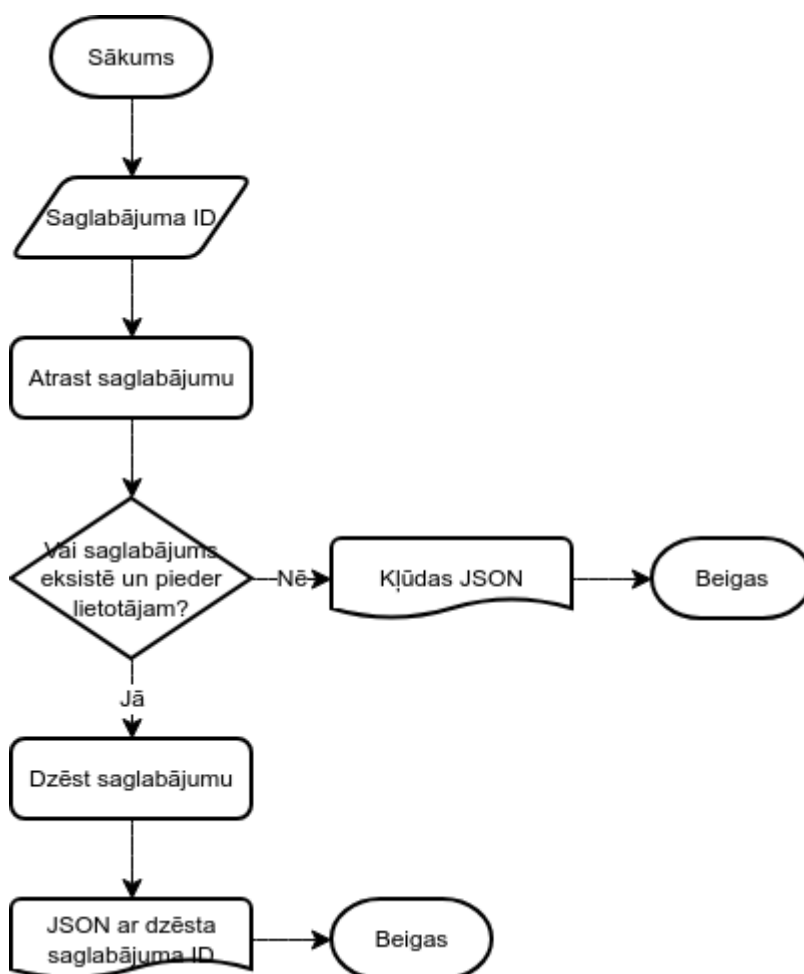 Sākums
Saglabājuma ID
Atrast saglabājumu
Vai saglabājums
eksistē un pieder
lietotājam?
Nē
Kļūdas JSON
Beigas
Jā
Dzēst saglabājumu
JSON ar dzēsta
saglabājuma ID
Beigas